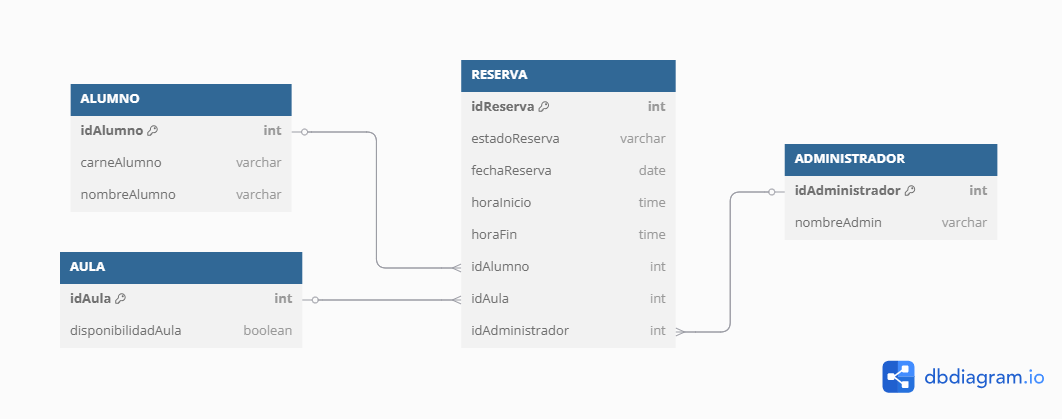 ALUMNO
idAlumno int
carneAlumno varchar
nombreAlumno varchar
AULA
idAula int
disponibilidadAula boolean
RESERVA
idReserva int
estadoReserva varchar
fechaReserva date
horaInicio time
horaFin time
idAlumno int
idAula int
idAdministrador int
ADMINISTRADOR
idAdministrador int
nombreAdmin varchar
dbdiagram.io